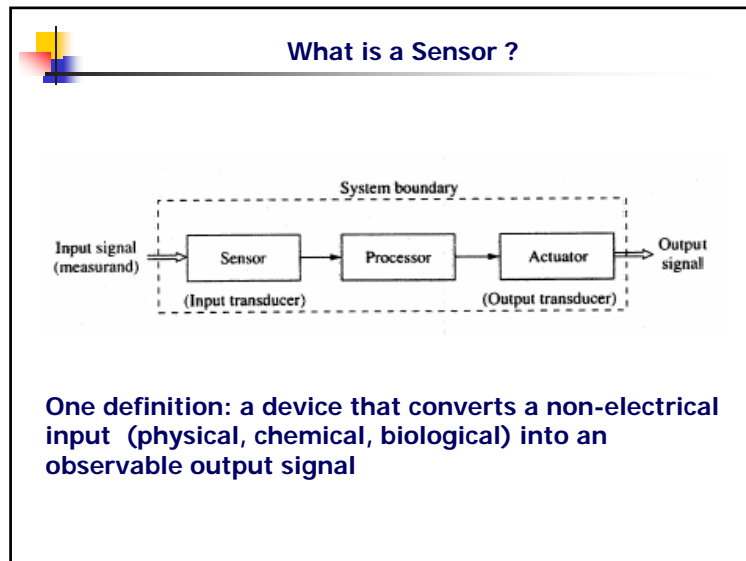 What is a Sensor ?
System boundary
Input signal
(measurand)
Sensor
Processor
Actuator
Output
signal
(Input transducer)
(Output transducer)
One definition: a device that converts a non-electrical
input (physical, chemical, biological) into an
observable output signal